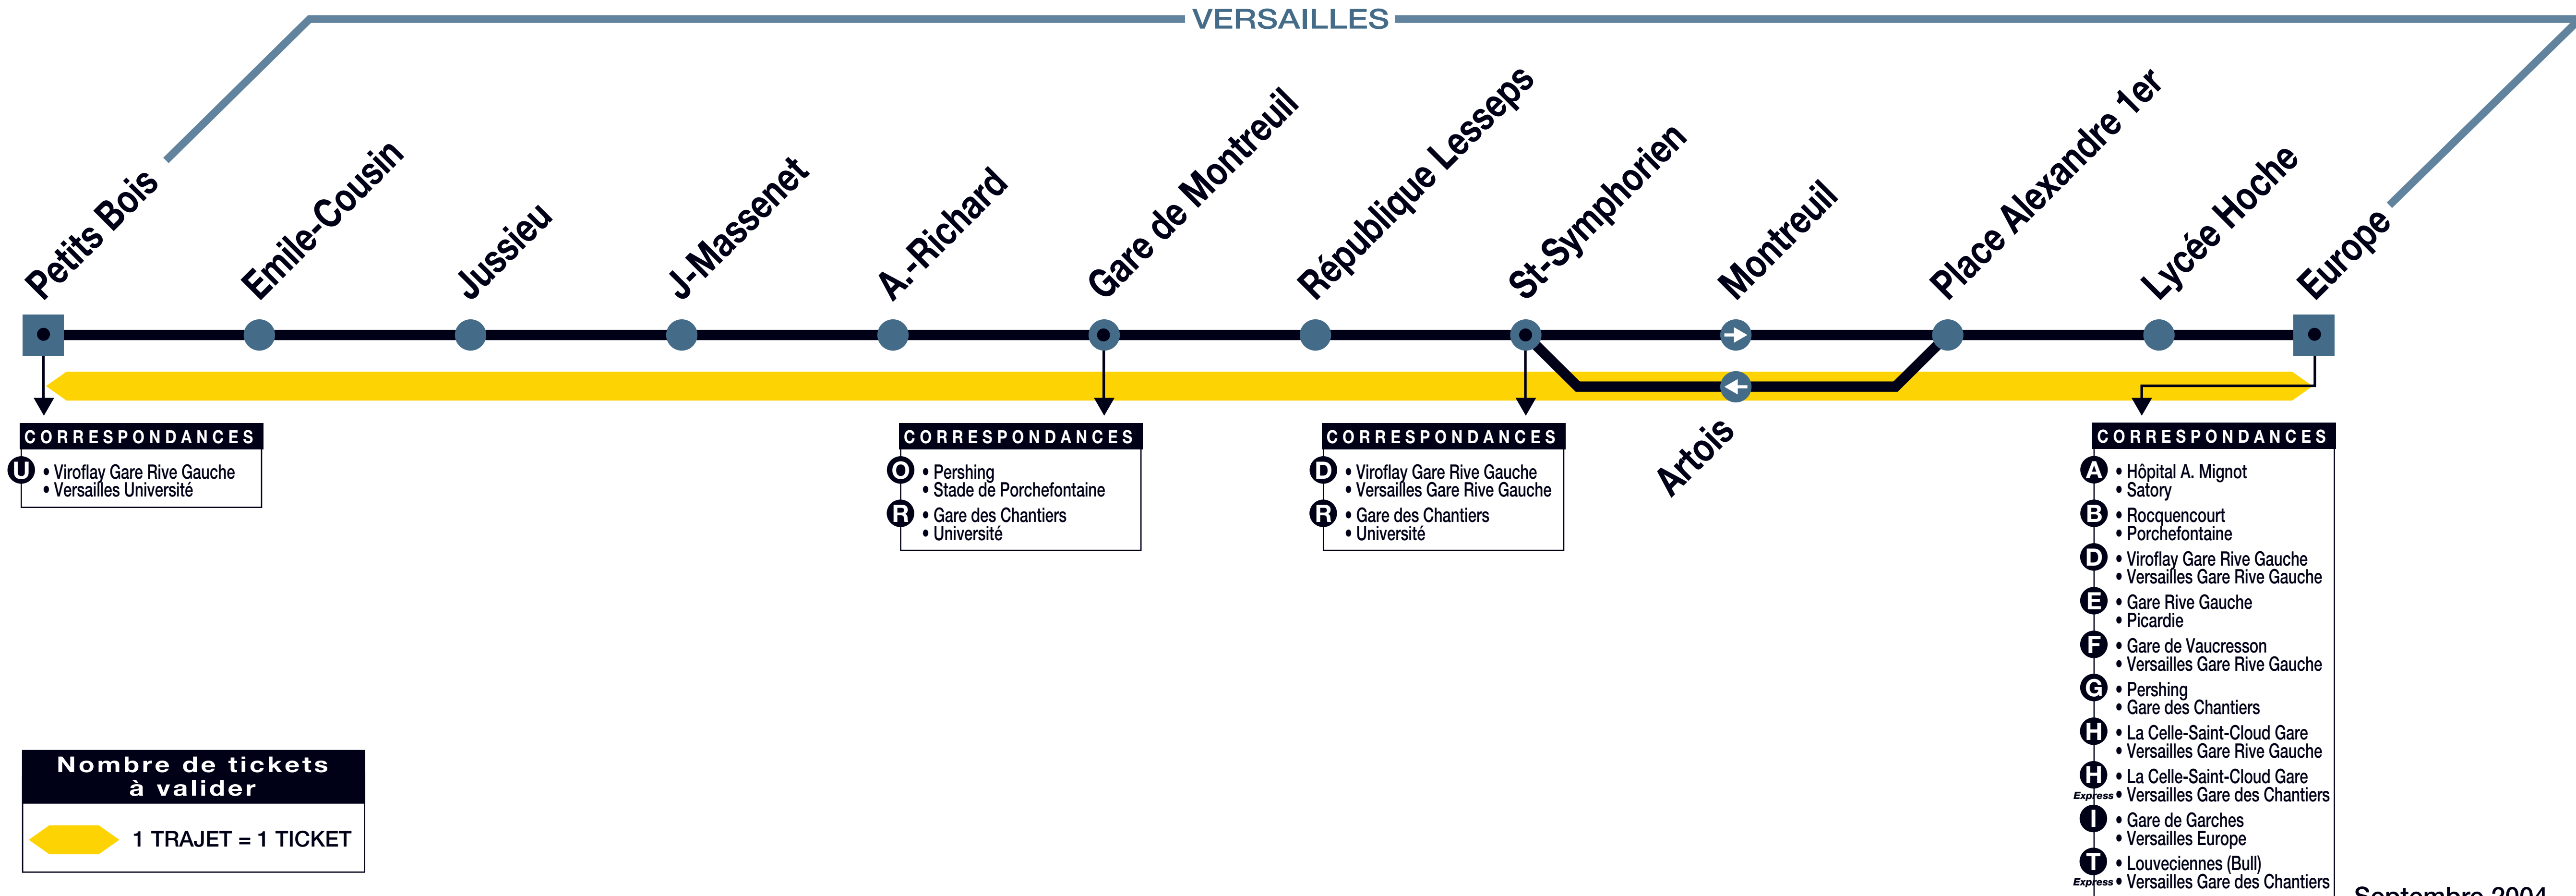 VERSAILLES
Petits Bois
Emile-Cousin
Jussieu
J-Massenet
A.-Richard
Gare de Montreuil
République Lesseps
St-Symphorien
Montreuil
Place Alexandre 1er
Lycée Hoche
Europe
Artois
CORRESPONDANCES
U • Viroflay Gare Rive Gauche
• Versailles Université
CORRESPONDANCES
O • Pershing
• Stade de Porchefontaine
R • Gare des Chantiers
• Université
CORRESPONDANCES
D • Viroflay Gare Rive Gauche
• Versailles Gare Rive Gauche
R • Gare des Chantiers
• Université
CORRESPONDANCES
A • Hôpital A. Mignot
• Satory
B • Rocquencourt
• Porchefontaine
D • Viroflay Gare Rive Gauche
• Versailles Gare Rive Gauche
E • Gare Rive Gauche
• Picardie
F • Gare de Vaucresson
• Versailles Gare Rive Gauche
G • Pershing
• Gare des Chantiers
H • La Celle-Saint-Cloud Gare
• Versailles Gare Rive Gauche
H • La Celle-Saint-Cloud Gare
Express • Versailles Gare des Chantiers
I • Gare de Garches
• Versailles Europe
T • Louveciennes (Bull)
Express • Versailles Gare des Chantiers
Nombre de tickets
à valider
1 TRAJET = 1 TICKET
Septembre 2004